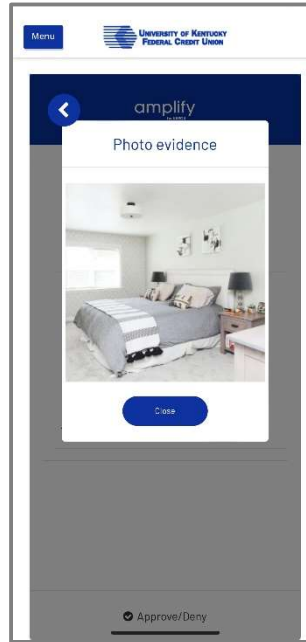 Menu
UNIVERSITY OF KENTUCKY
FEDERAL CREDIT UNION
amplify
Photo evidence
Close
Approve/Deny